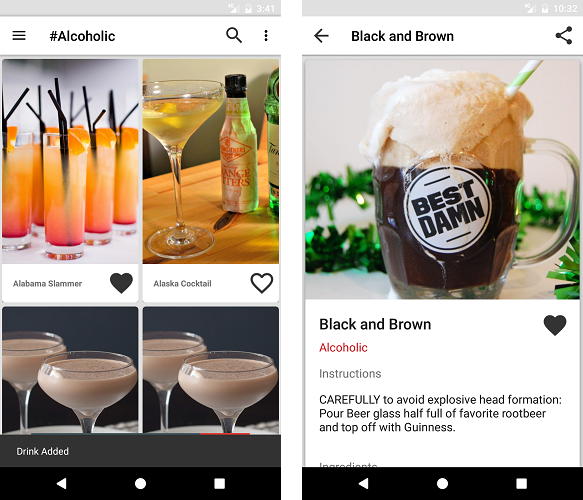 3:41
#Alcoholic
ANGE
Alabama Slammer
Alaska Cocktail
Drink Added
10:32
Black and Brown
BEST
DAMN
Black and Brown
Alcoholic
Instructions
CAREFULLY to avoid explosive head formation:
Pour Beer glass half full of favorite rootbeer
and top off with Guinness.
Ingredients